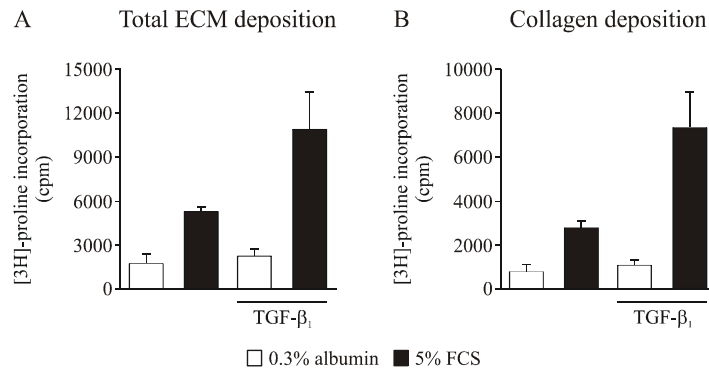 A Total ECM deposition
[3H]-proline incorporation
(cpm)
15000
12000
9000
6000
3000
0
TGF-β₁
B Collagen deposition
[3H]-proline incorporation
(cpm)
10000
8000
6000
4000
2000
0
TGF-β₁
0.3% albumin 5% FCS